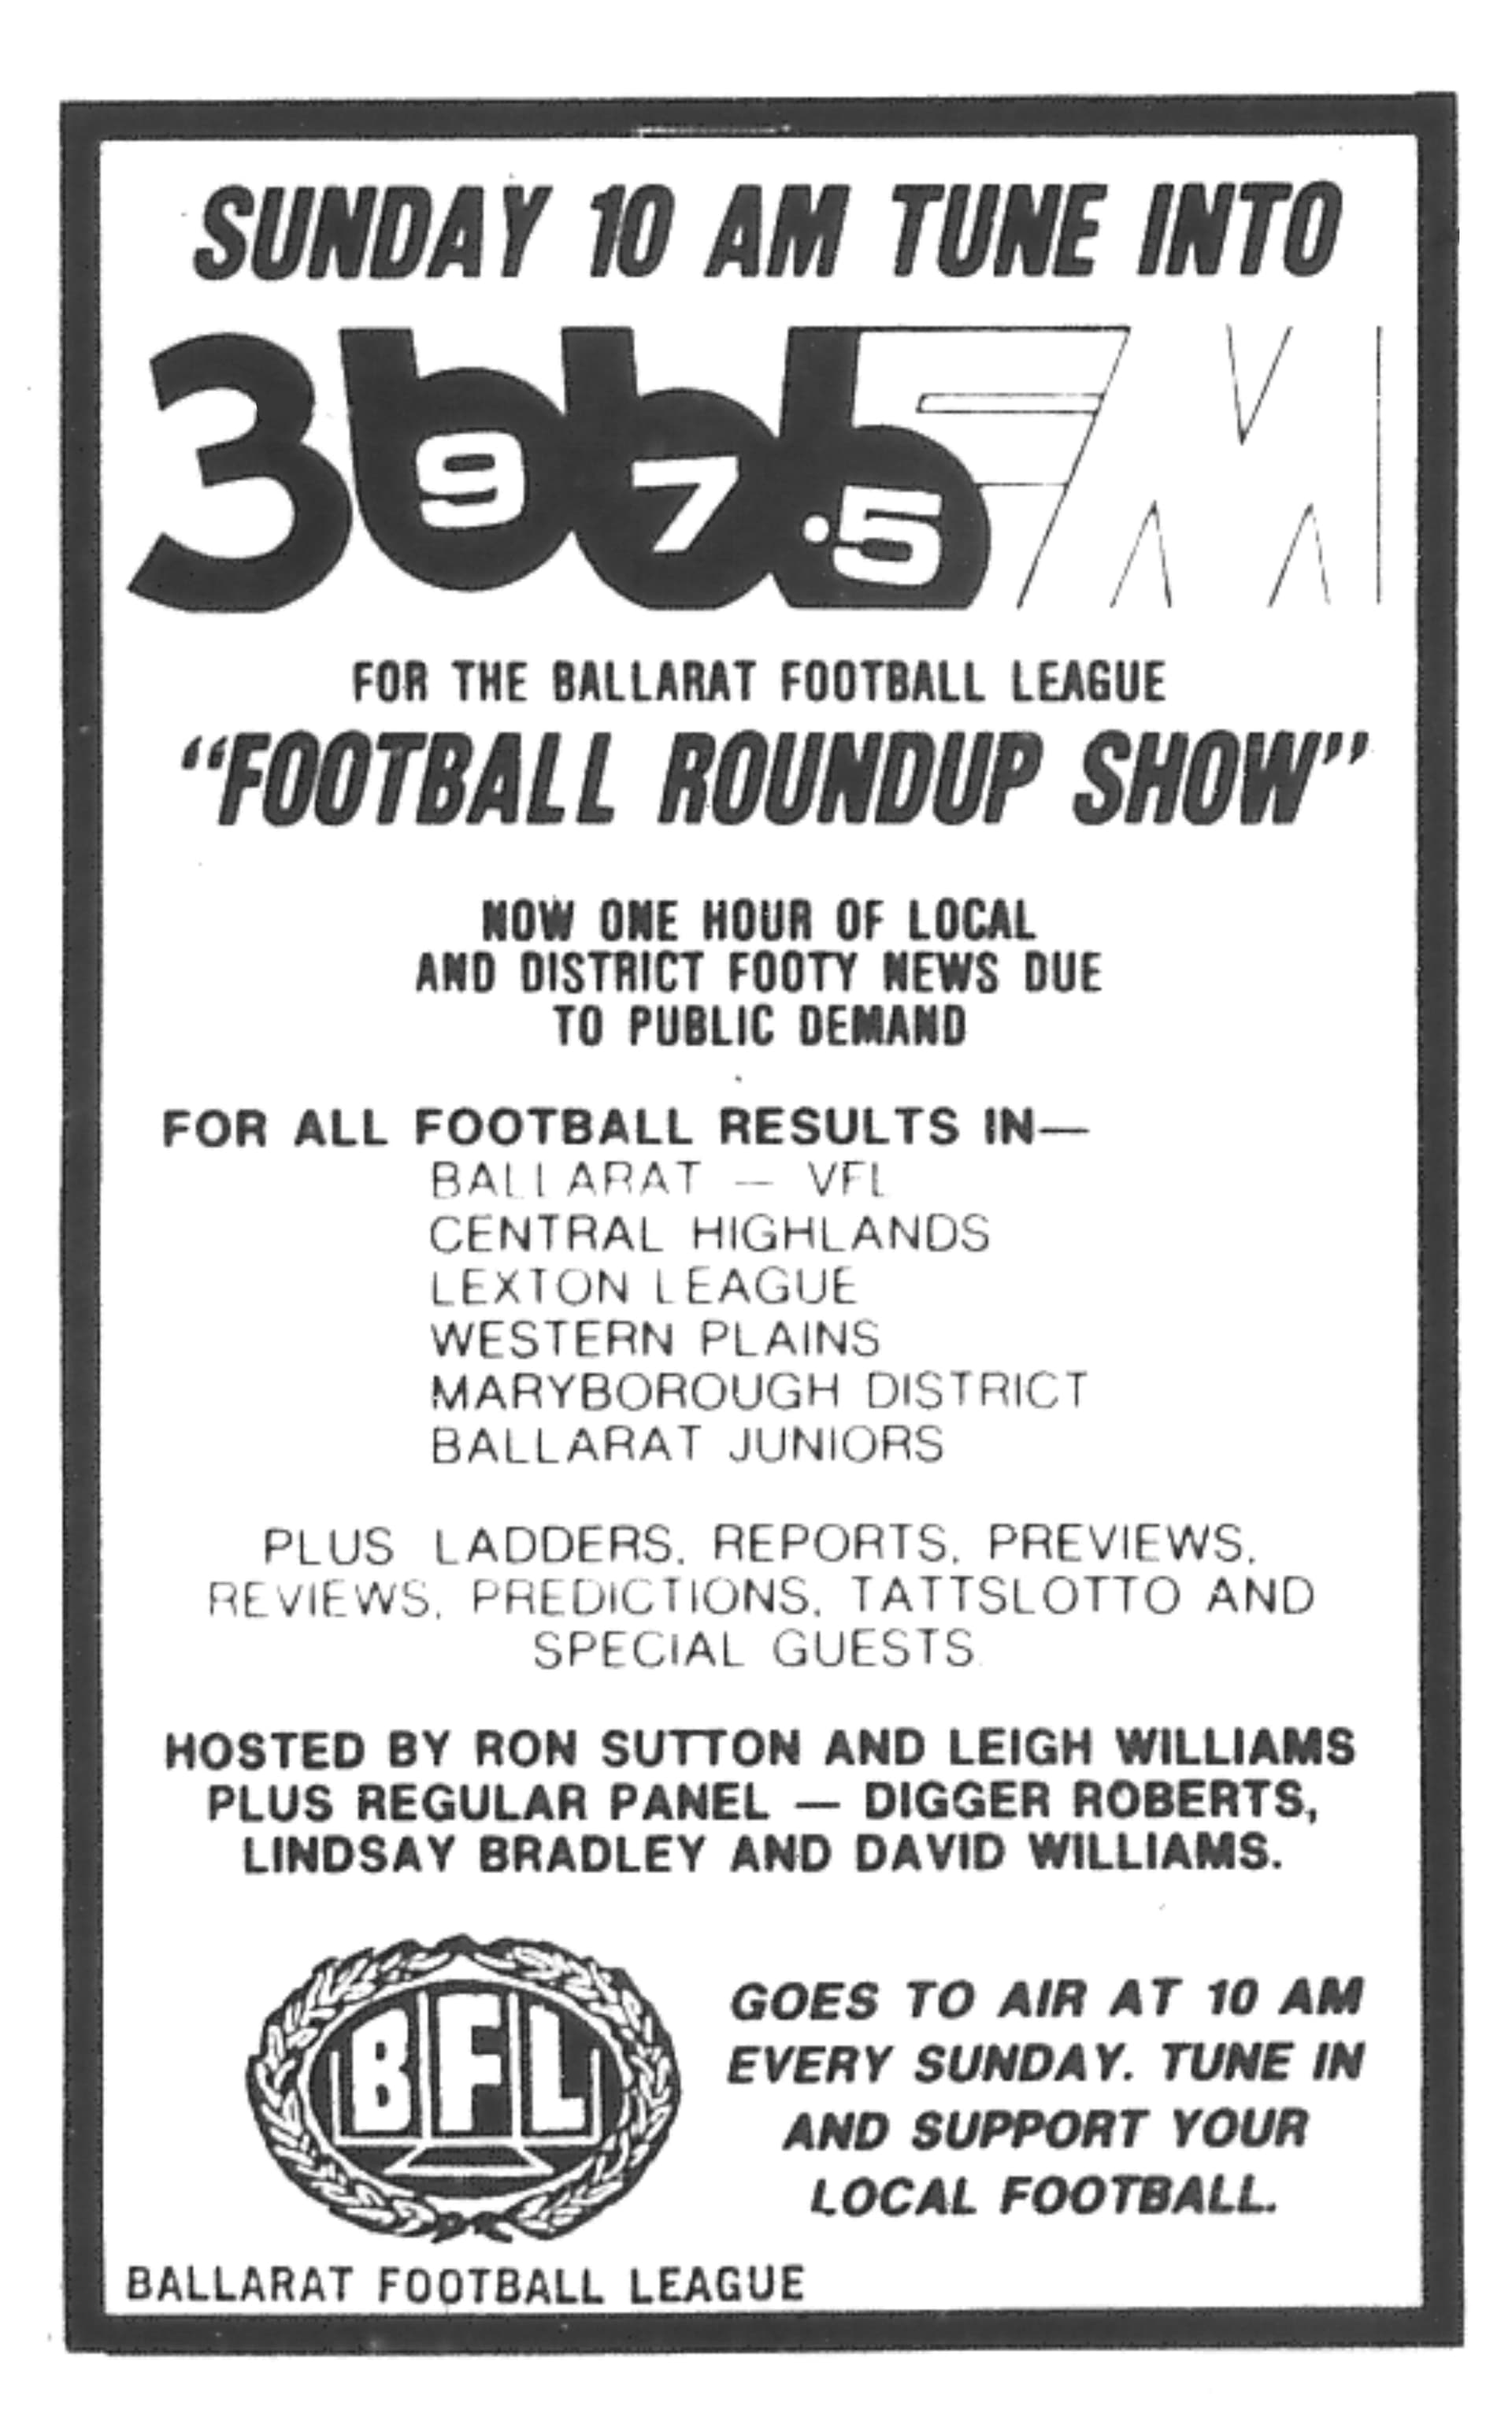 SUNDAY 10 AM TUNE INTO
3bbb FM
97.5
FOR THE BALLARAT FOOTBALL LEAGUE
"FOOTBALL ROUNDUP SHOW"
NOW ONE HOUR OF LOCAL
AND DISTRICT FOOTY NEWS DUE
TO PUBLIC DEMAND
FOR ALL FOOTBALL RESULTS IN—
BALLARAT — VFL
CENTRAL HIGHLANDS
LEXTON LEAGUE
WESTERN PLAINS
MARYBOROUGH DISTRICT
BALLARAT JUNIORS
PLUS LADDERS, REPORTS, PREVIEWS,
REVIEWS, PREDICTIONS, TATTSLOTTO AND
SPECIAL GUESTS
HOSTED BY RON SUTTON AND LEIGH WILLIAMS
PLUS REGULAR PANEL — DIGGER ROBERTS,
LINDSAY BRADLEY AND DAVID WILLIAMS.
BFL
GOES TO AIR AT 10 AM
EVERY SUNDAY. TUNE IN
AND SUPPORT YOUR
LOCAL FOOTBALL.
BALLARAT FOOTBALL LEAGUE